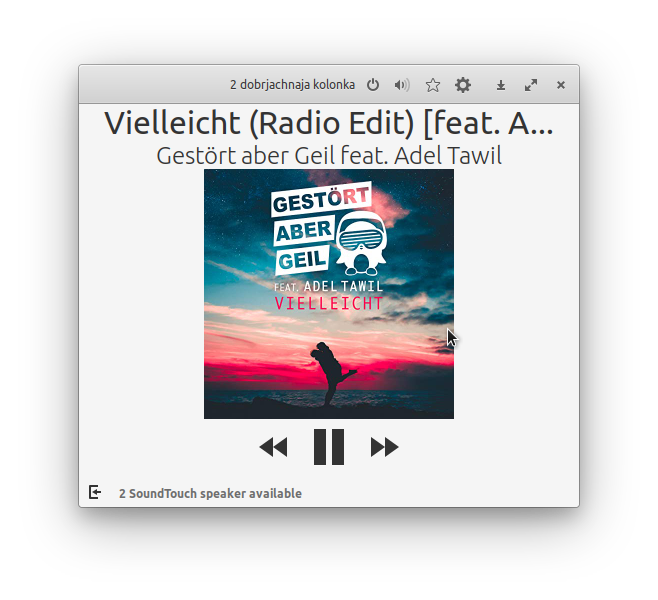 2 dobrjachnaja kolonka
Vielleicht (Radio Edit) [feat. A...
Gestört aber Geil feat. Adel Tawil
GESTÖRT
ABER
GEIL
FEAT. ADEL TAWIL
VIELLEICHT
2 SoundTouch speaker available